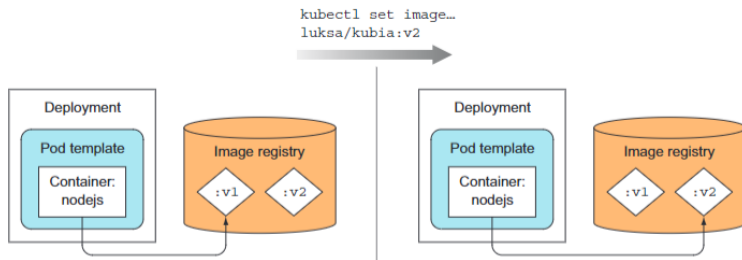 kubectl set image…
luksa/kubia:v2
Deployment
Pod template
Container:
nodejs
Image registry
:v1
:v2
Deployment
Pod template
Container:
nodejs
Image registry
:v1
:v2